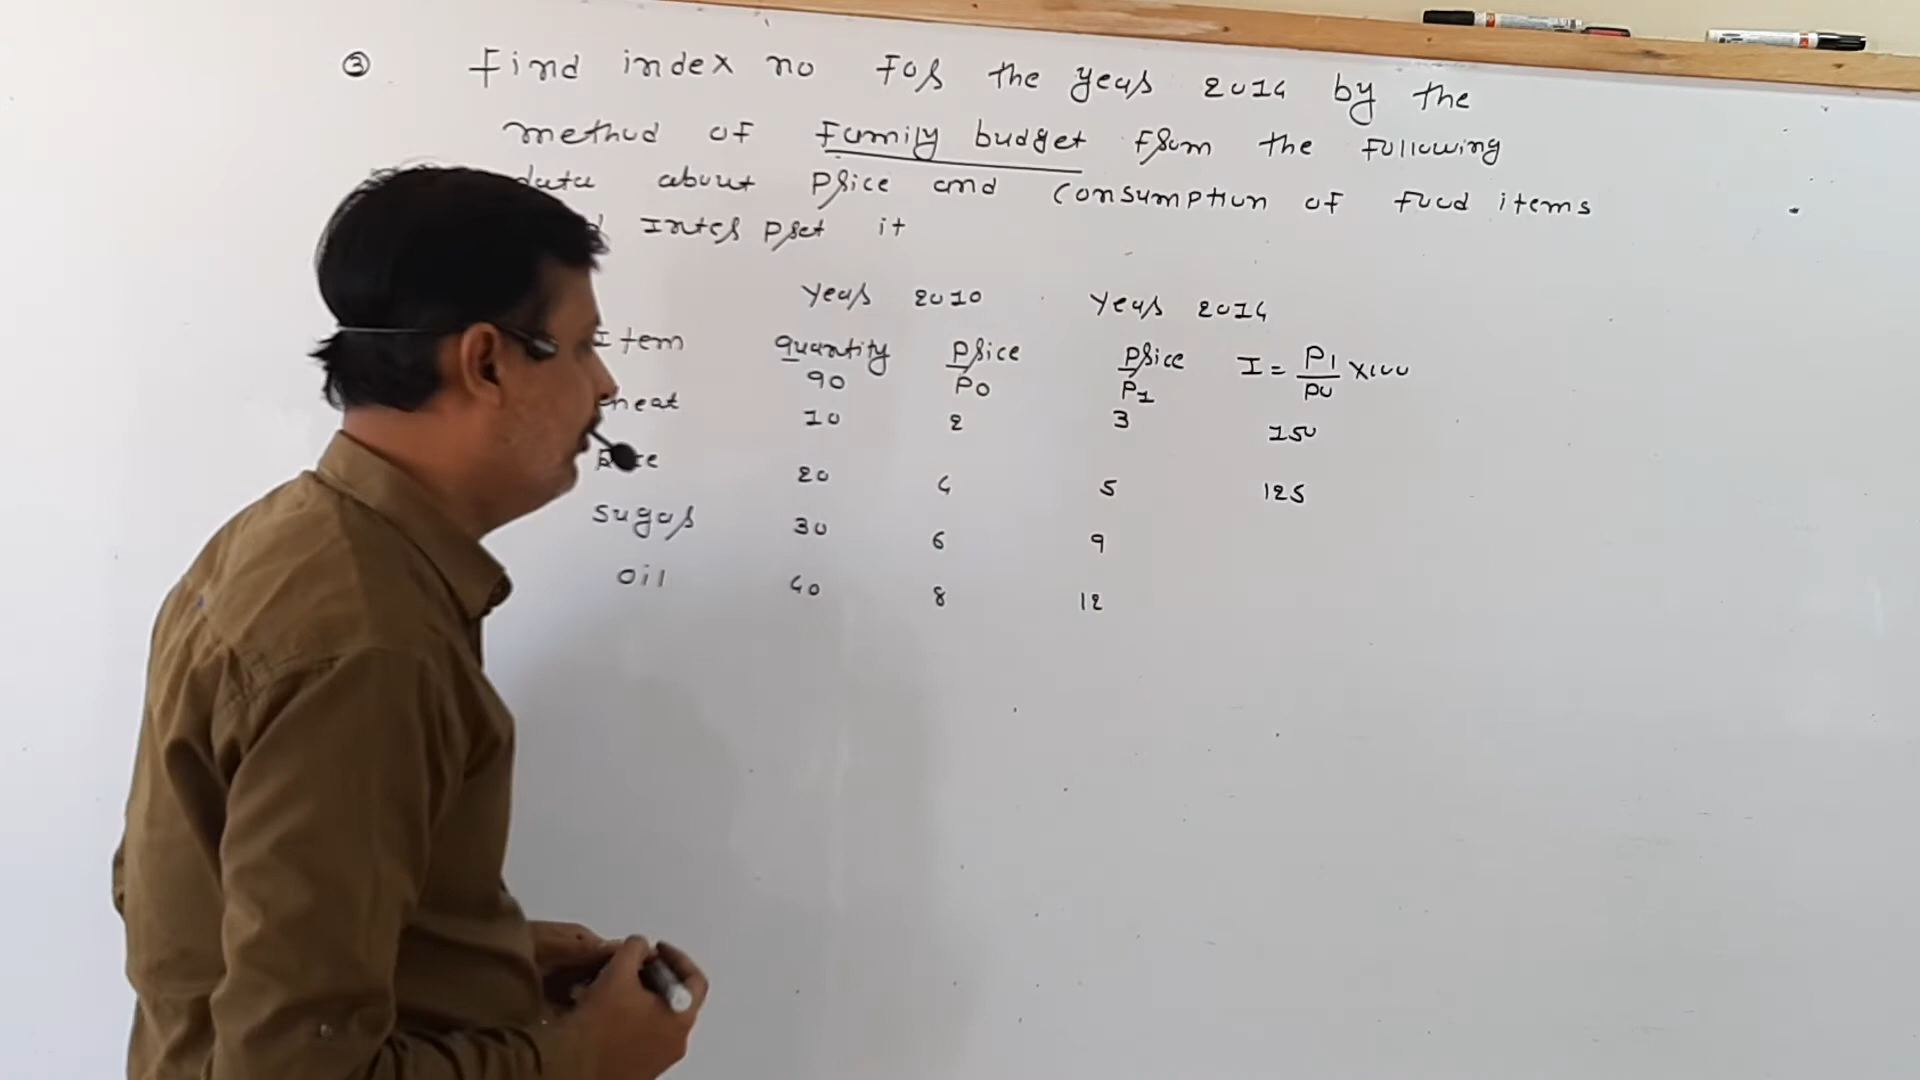 ③ Find index no For the year 2014 by the
method of Family budget From the Following
data about Price and Consumption of Food items
Interpret it
Year 2010 Year 2014
Item quantity Price Price I = P1/P0 ×100
q0 P0 P1
10 2 3 150
20 4 5 125
Sugar 30 6 9
Oil 40 8 12